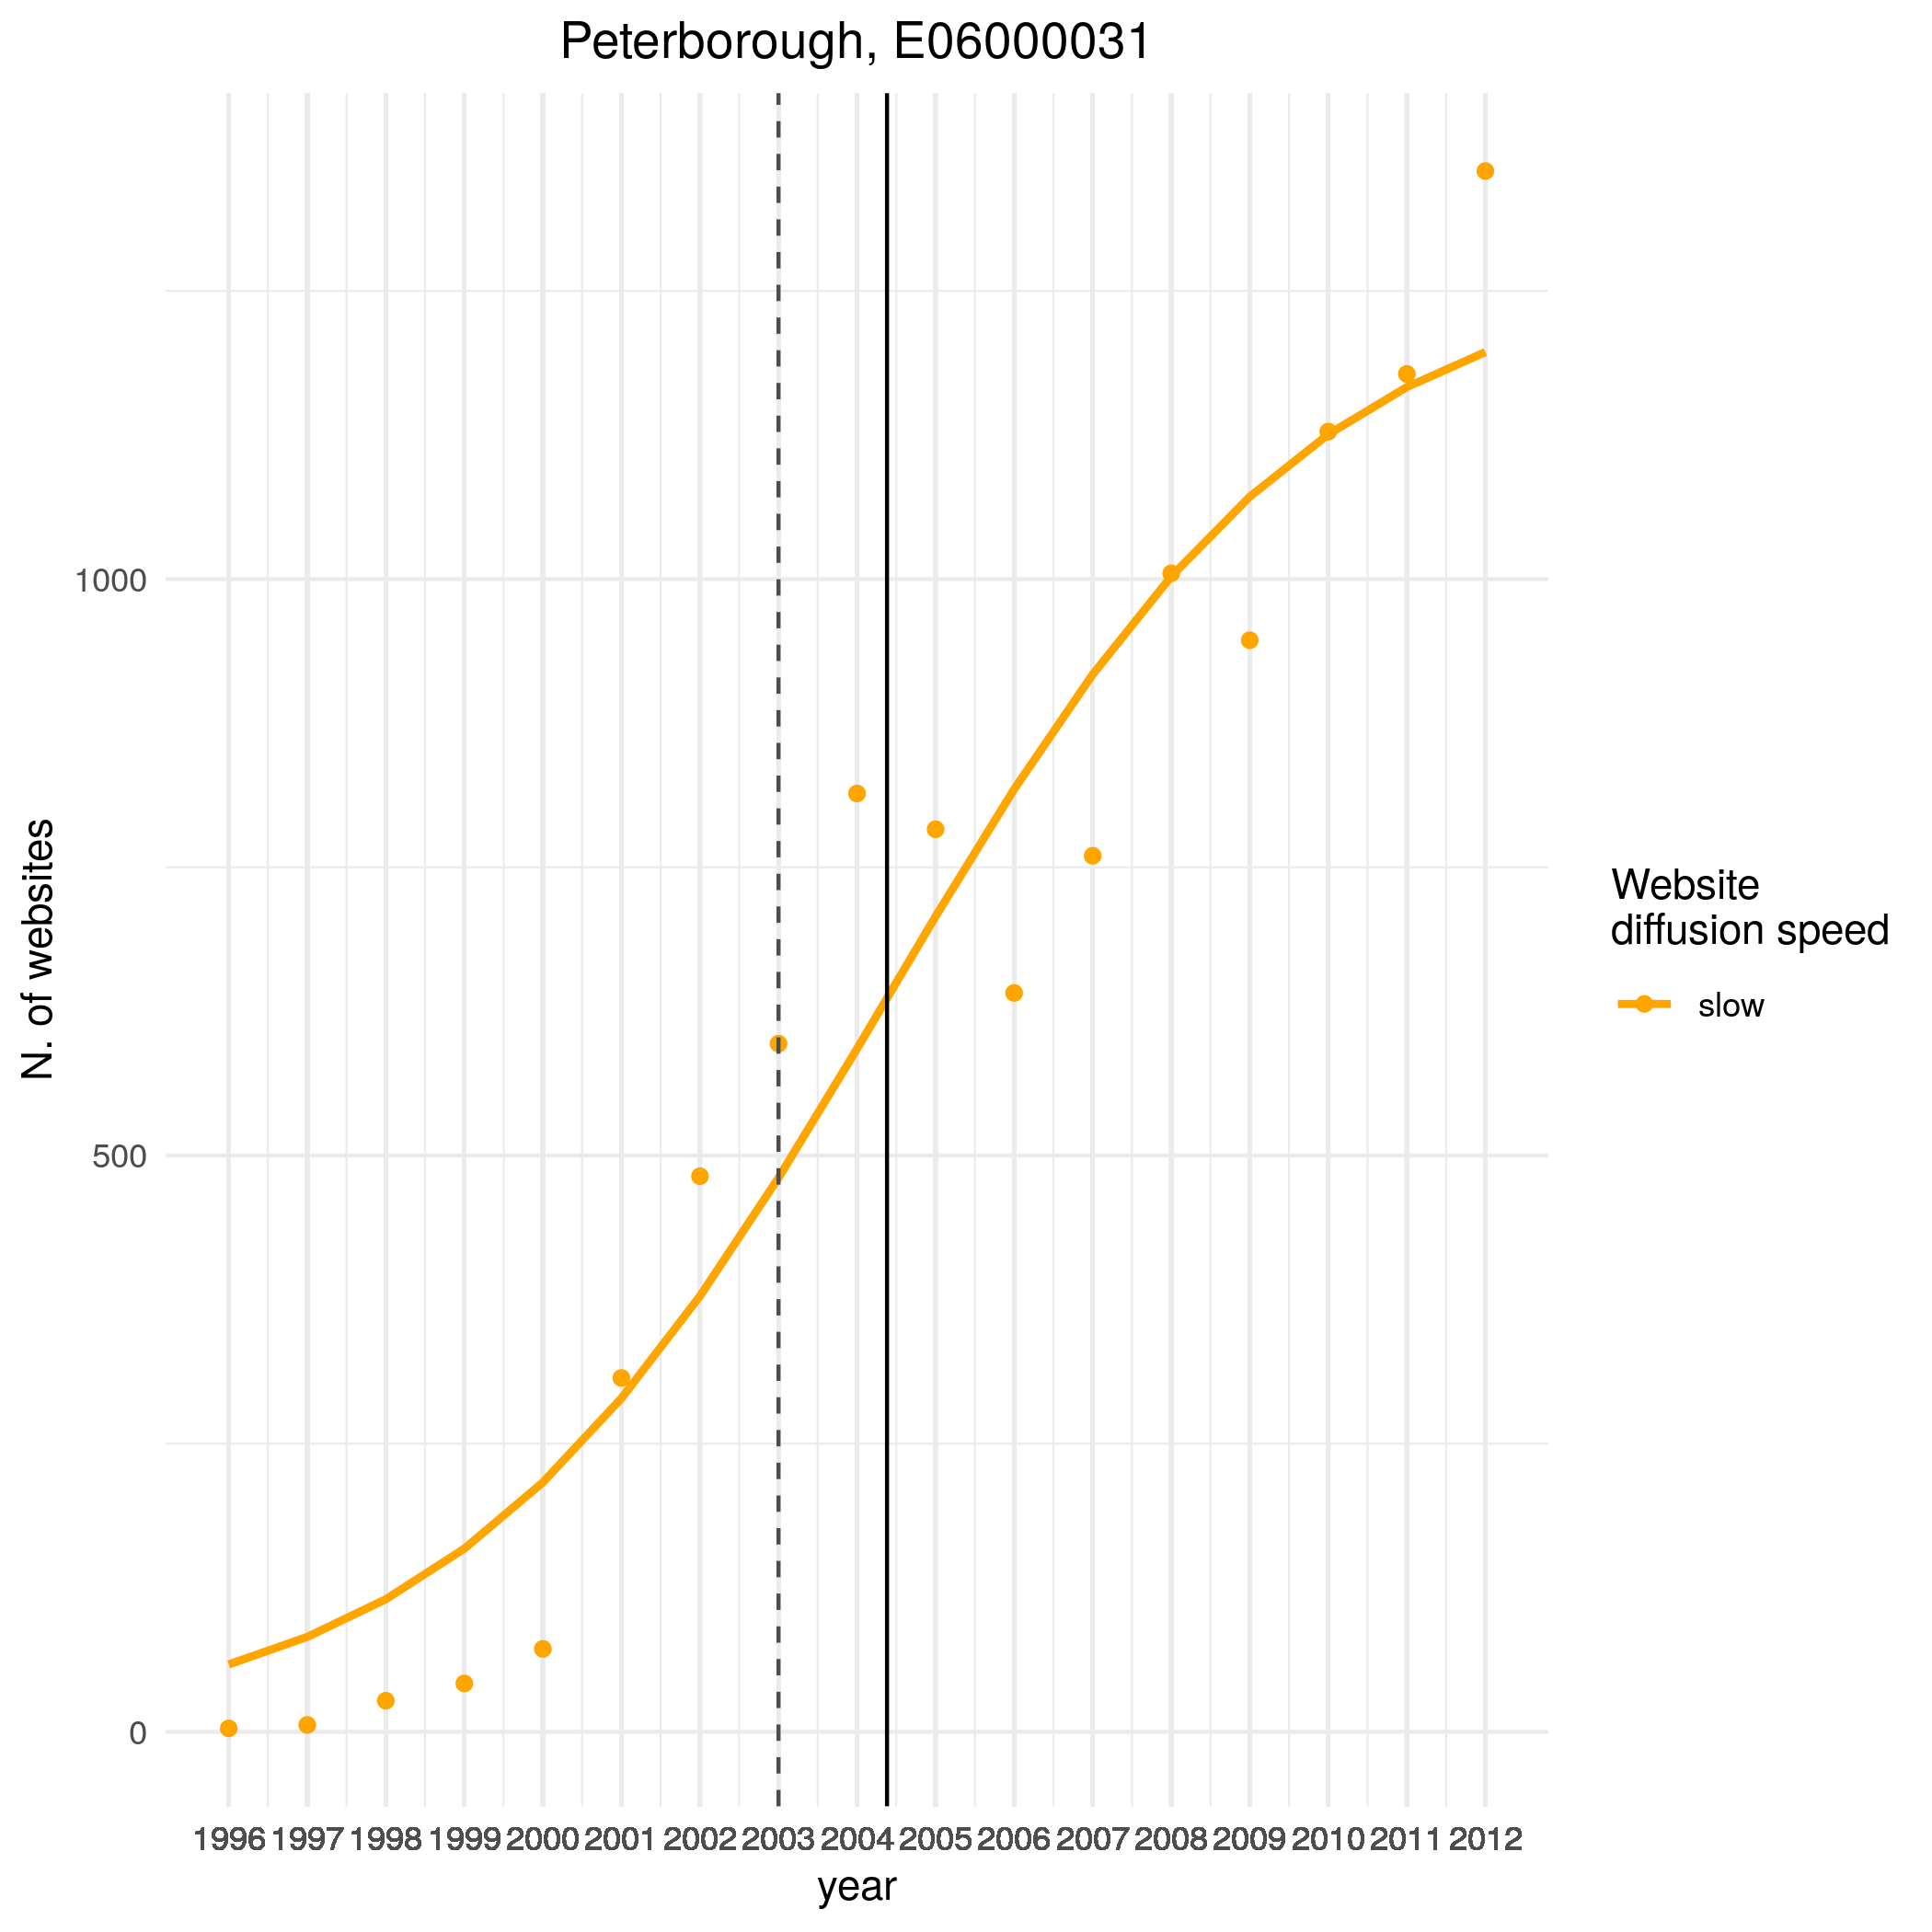 Peterborough, E06000031
N. of websites
1000
500
0
1996 1997 1998 1999 2000 2001 2002 2003 2004 2005 2006 2007 2008 2009 2010 2011 2012
year
Website
diffusion speed
slow